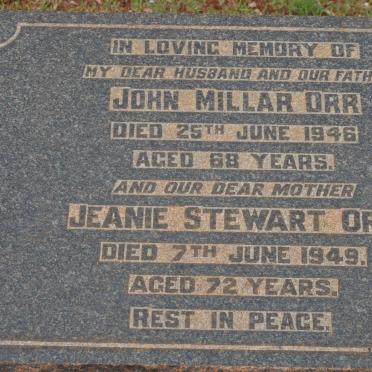 IN LOVING MEMORY OF
MY DEAR HUSBAND AND OUR FATH
JOHN MILLAR ORR
DIED 25TH JUNE 1946
AGED 68 YEARS.
AND OUR DEAR MOTHER
JEANIE STEWART OR
DIED 7TH JUNE 1949.
AGED 72 YEARS.
REST IN PEACE.